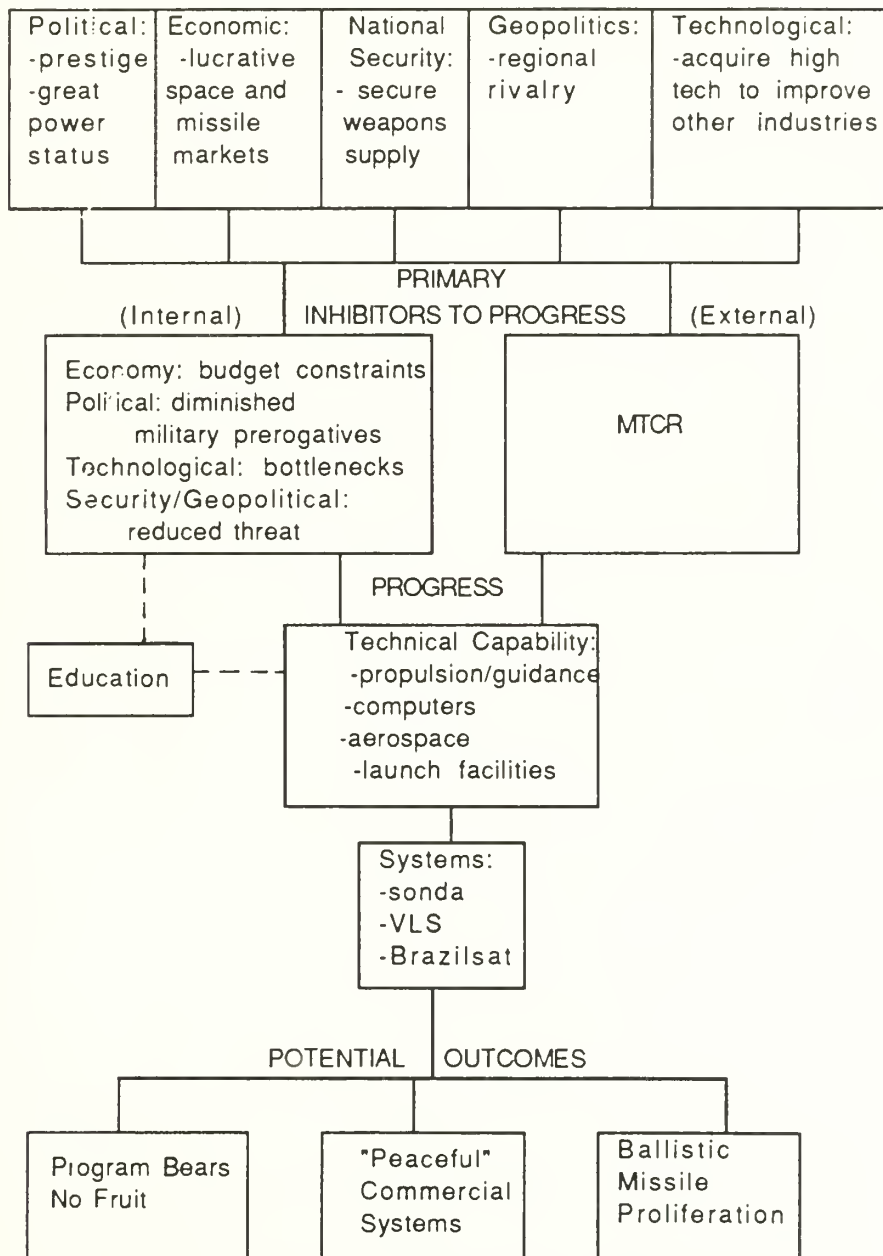 Political:
-prestige
-great
power
status
Economic:
-lucrative
space and
missile
markets
National
Security:
- secure
weapons
supply
Geopolitics:
-regional
rivalry
Technological:
-acquire high
tech to improve
other industries
PRIMARY
(Internal) INHIBITORS TO PROGRESS (External)
Economy: budget constraints
Political: diminished
military prerogatives
Technological: bottlenecks
Security/Geopolitical:
reduced threat
MTCR
PROGRESS
Education
Technical Capability:
-propulsion/guidance
-computers
-aerospace
-launch facilities
Systems:
-sonda
-VLS
-Brazilsat
POTENTIAL OUTCOMES
Program Bears
No Fruit
"Peaceful"
Commercial
Systems
Ballistic
Missile
Proliferation